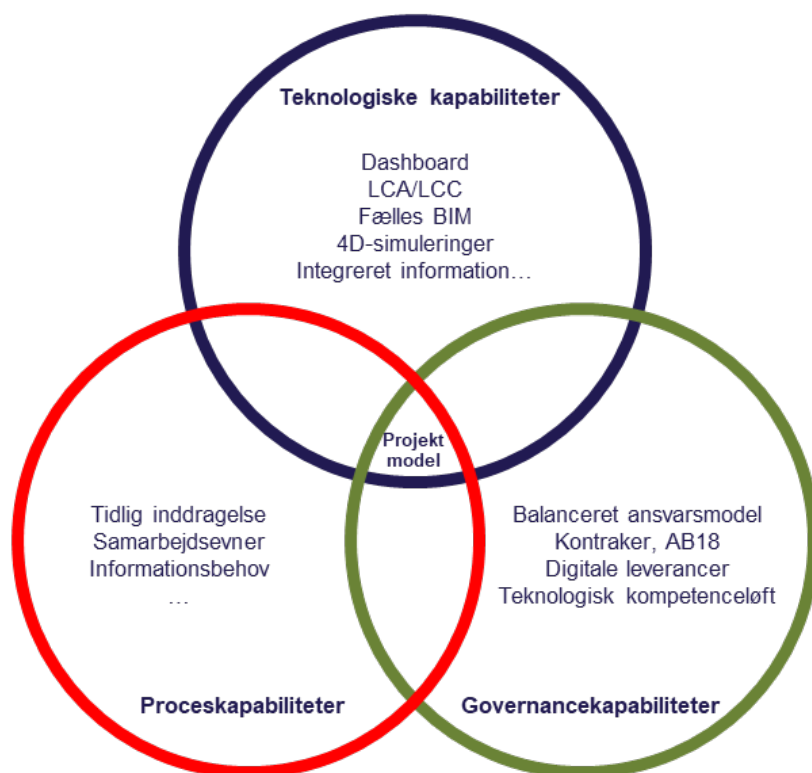 Teknologiske kapabiliteter
Dashboard
LCA/LCC
Fælles BIM
4D-simuleringer
Integreret information…
Projekt
model
Tidlig inddragelse
Samarbejdsevner
Informationsbehov
…
Proceskapabiliteter
Balanceret ansvarsmodel
Kontraker, AB18
Digitale leverancer
Teknologisk kompetenceløft
Governancekapabiliteter